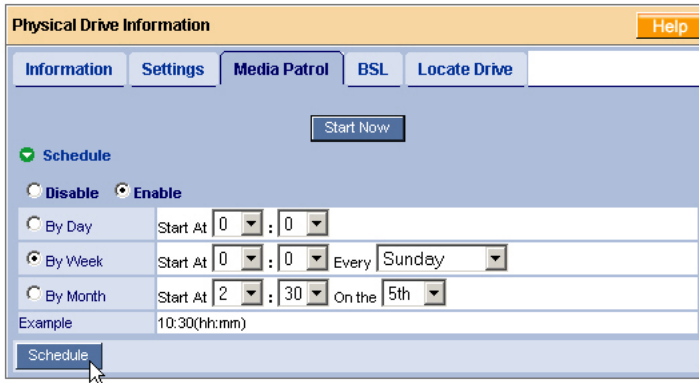 Physical Drive Information Help
Information Settings Media Patrol BSL Locate Drive
Start Now
Schedule
Disable Enable
By Day Start At 0 : 0
By Week Start At 0 : 0 Every Sunday
By Month Start At 2 : 30 On the 5th
Example 10:30(hh:mm)
Schedule